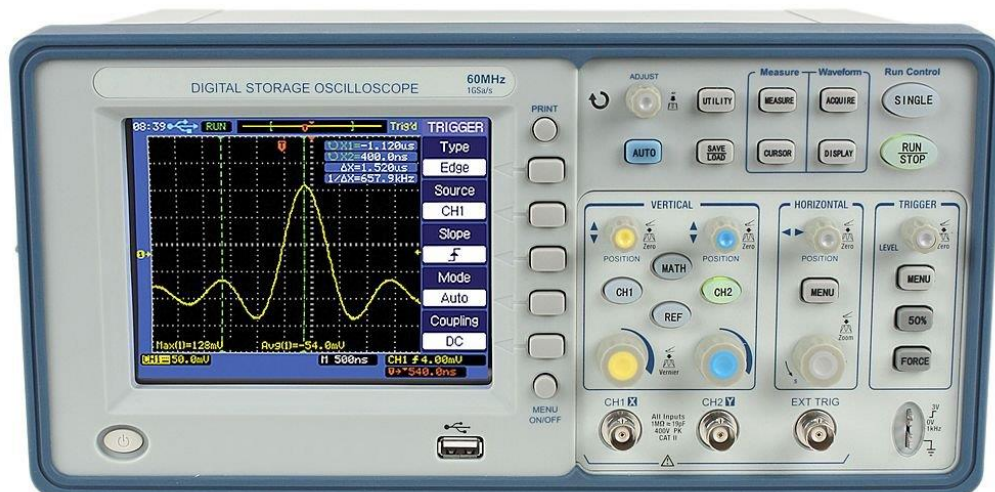 DIGITAL STORAGE OSCILLOSCOPE
60MHz
1GSa/s
08:39
RUN
Trig'd
TRIGGER
X1=-1.120us
X2=400.0ns
ΔX=1.520us
1/ΔX=657.9kHz
Type
Edge
Source
CH1
Slope
Mode
Auto
Coupling
DC
Max(1)=128mV
Avg(1)=-54.0mV
CH1
50.0mV
M 500ns
CH1
4.00mV
540.0ns
PRINT
MENU
ON/OFF
ADJUST
UTILITY
Measure
MEASURE
Waveform
ACQUIRE
Run Control
SINGLE
AUTO
SAVE
LOAD
CURSOR
DISPLAY
RUN
STOP
VERTICAL
Zero
Zero
POSITION
POSITION
MATH
CH1
CH2
REF
Vernier
HORIZONTAL
Zero
POSITION
MENU
Zoom
s
TRIGGER
LEVEL
Zero
MENU
50%
FORCE
CH1 X
All Inputs
1MΩ≈19pF
400V PK
CAT II
CH2 Y
EXT TRIG
3V
0V
1kHz